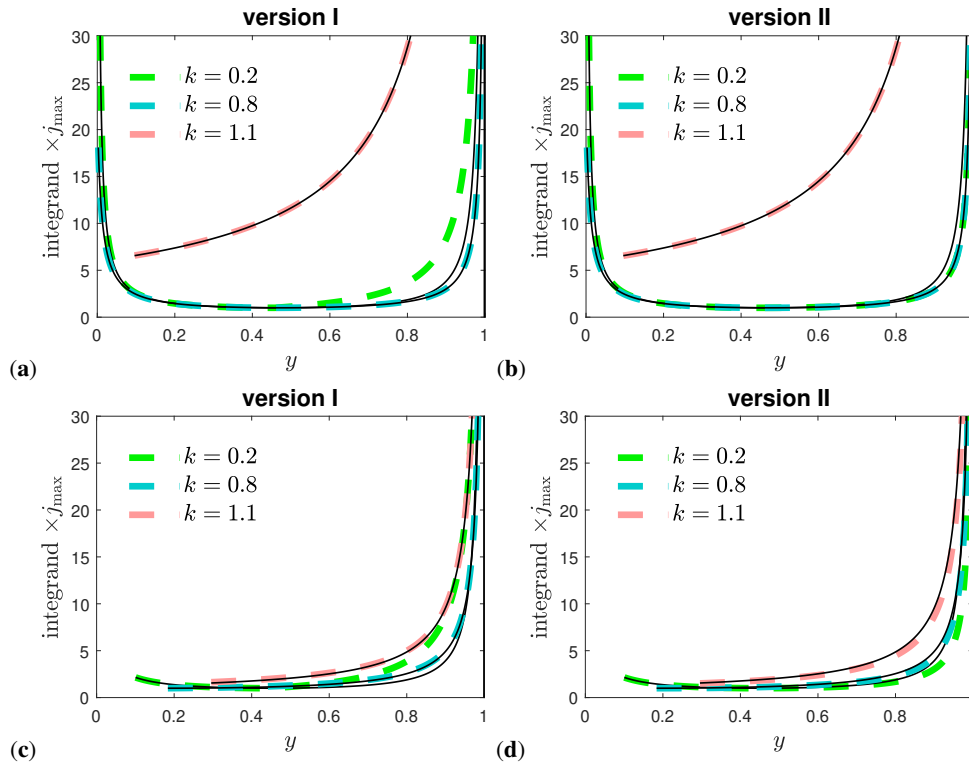 version I
30
25
20
15
10
5
0
integrand ×j̇max
k = 0.2
k = 0.8
k = 1.1
0 0.2 0.4 0.6 0.8 1
y
(a)
version II
30
25
20
15
10
5
0
integrand ×j̇max
k = 0.2
k = 0.8
k = 1.1
0 0.2 0.4 0.6 0.8
y
(b)
version I
30
25
20
15
10
5
0
integrand ×j̇max
k = 0.2
k = 0.8
k = 1.1
0 0.2 0.4 0.6 0.8 1
y
(c)
version II
30
25
20
15
10
5
0
integrand ×j̇max
k = 0.2
k = 0.8
k = 1.1
0 0.2 0.4 0.6 0.8
y
(d)